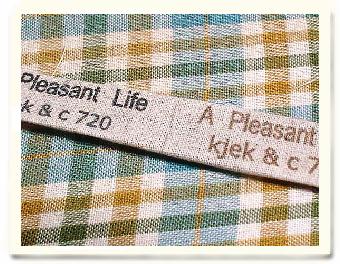 Pleasant Life
k & c 720
A Pleasant
kjek & c 7